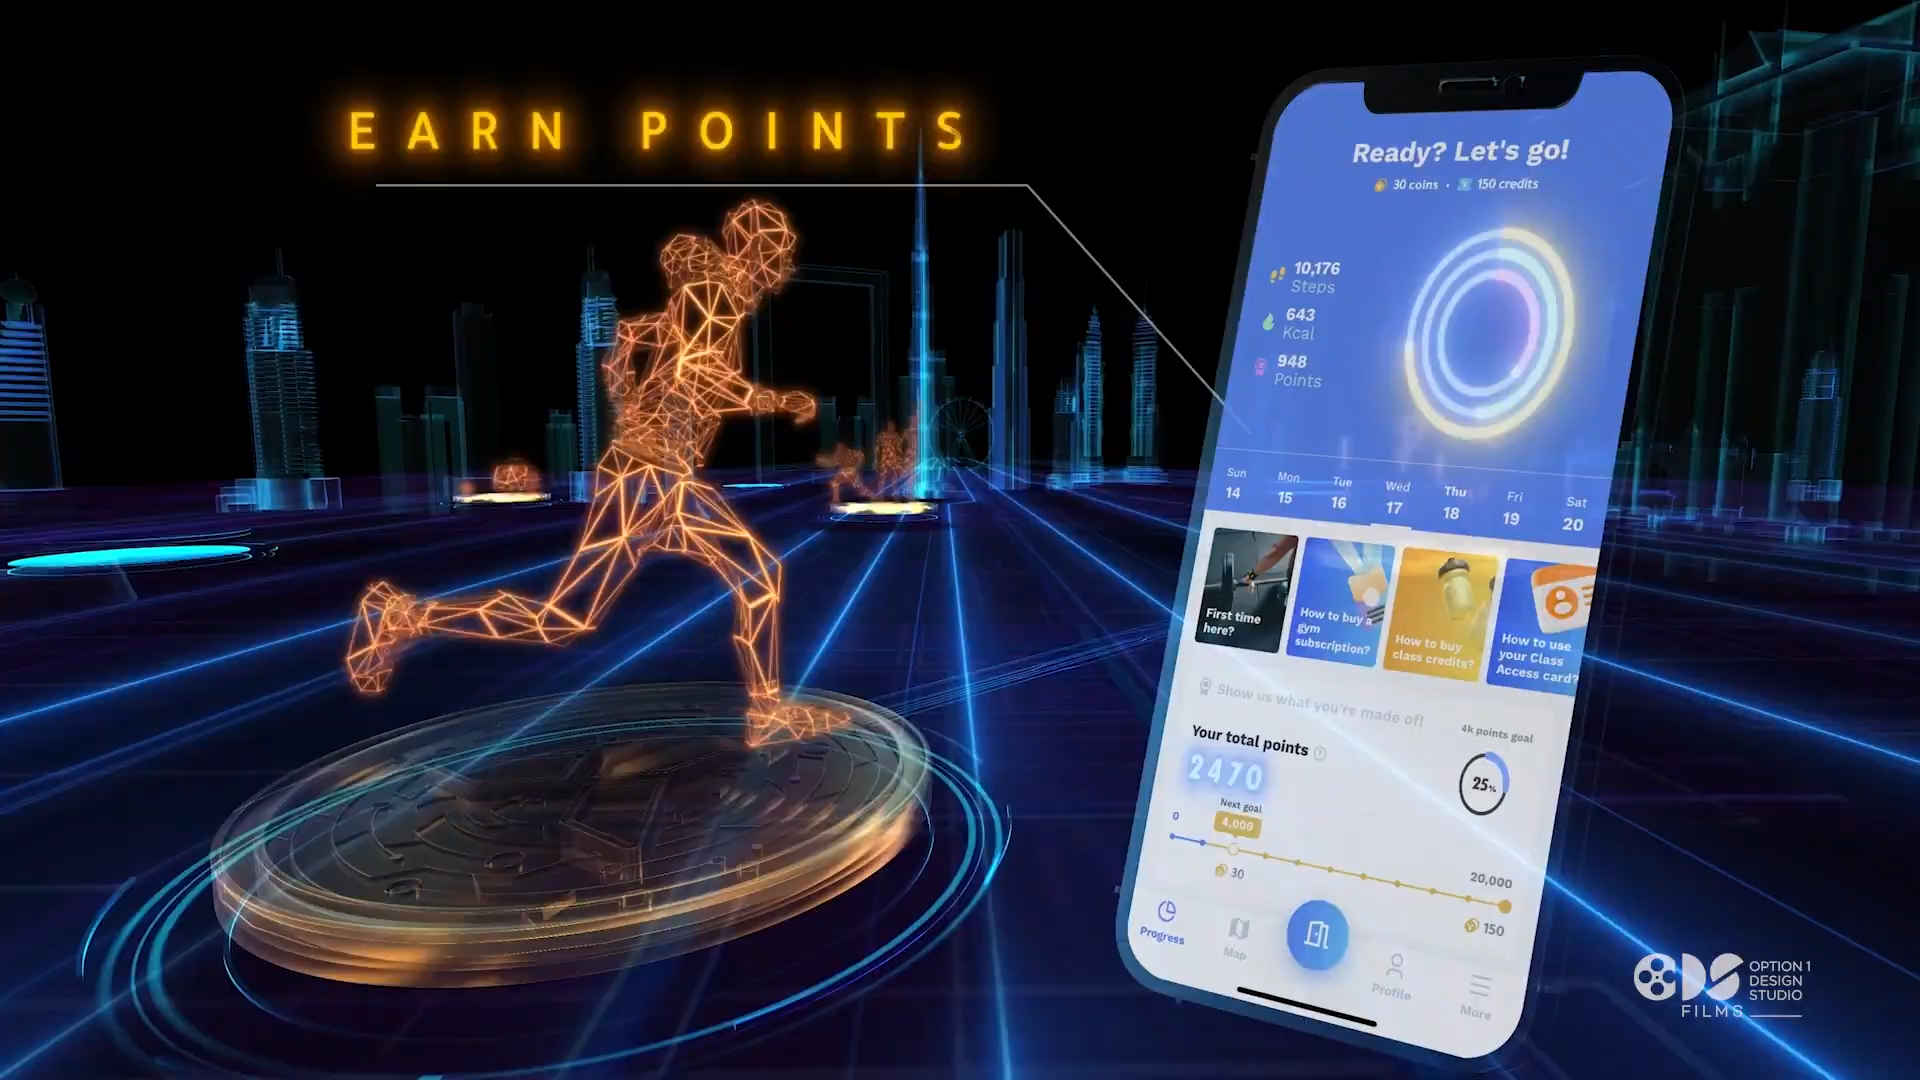 EARN POINTS
Ready? Let's go!
30 coins • 150 credits
10,176
Steps
643
Kcal
948
Points
Sun Mon Tue Wed Thu Fri Sat
14 15 16 17 18 19 20
First time
here?
How to buy a
gym
subscription?
How to buy
class credits?
How to use
your Class
Access card?
Show us what you're made of!
4k points goal
Your total points
2470
25%
Next goal
0
4,000
30
20,000
150
Progress
Map
Profile
More
ODS
OPTION 1
DESIGN
STUDIO
FILMS